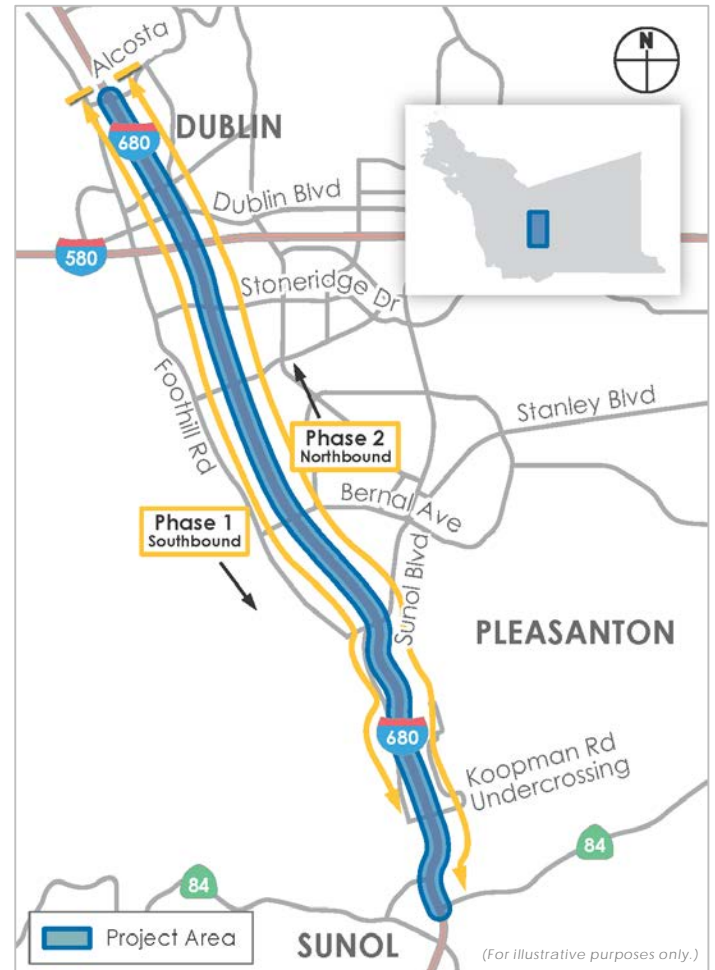 Alcosta
N
DUBLIN
680
Dublin Blvd
580
Stoneridge Dr
Foothill Rd
Stanley Blvd
Phase 2
Northbound
Bernal Ave
Phase 1
Southbound
Sunol Blvd
PLEASANTON
680
Koopman Rd
Undercrossing
84
84
Project Area
SUNOL
(For illustrative purposes only.)